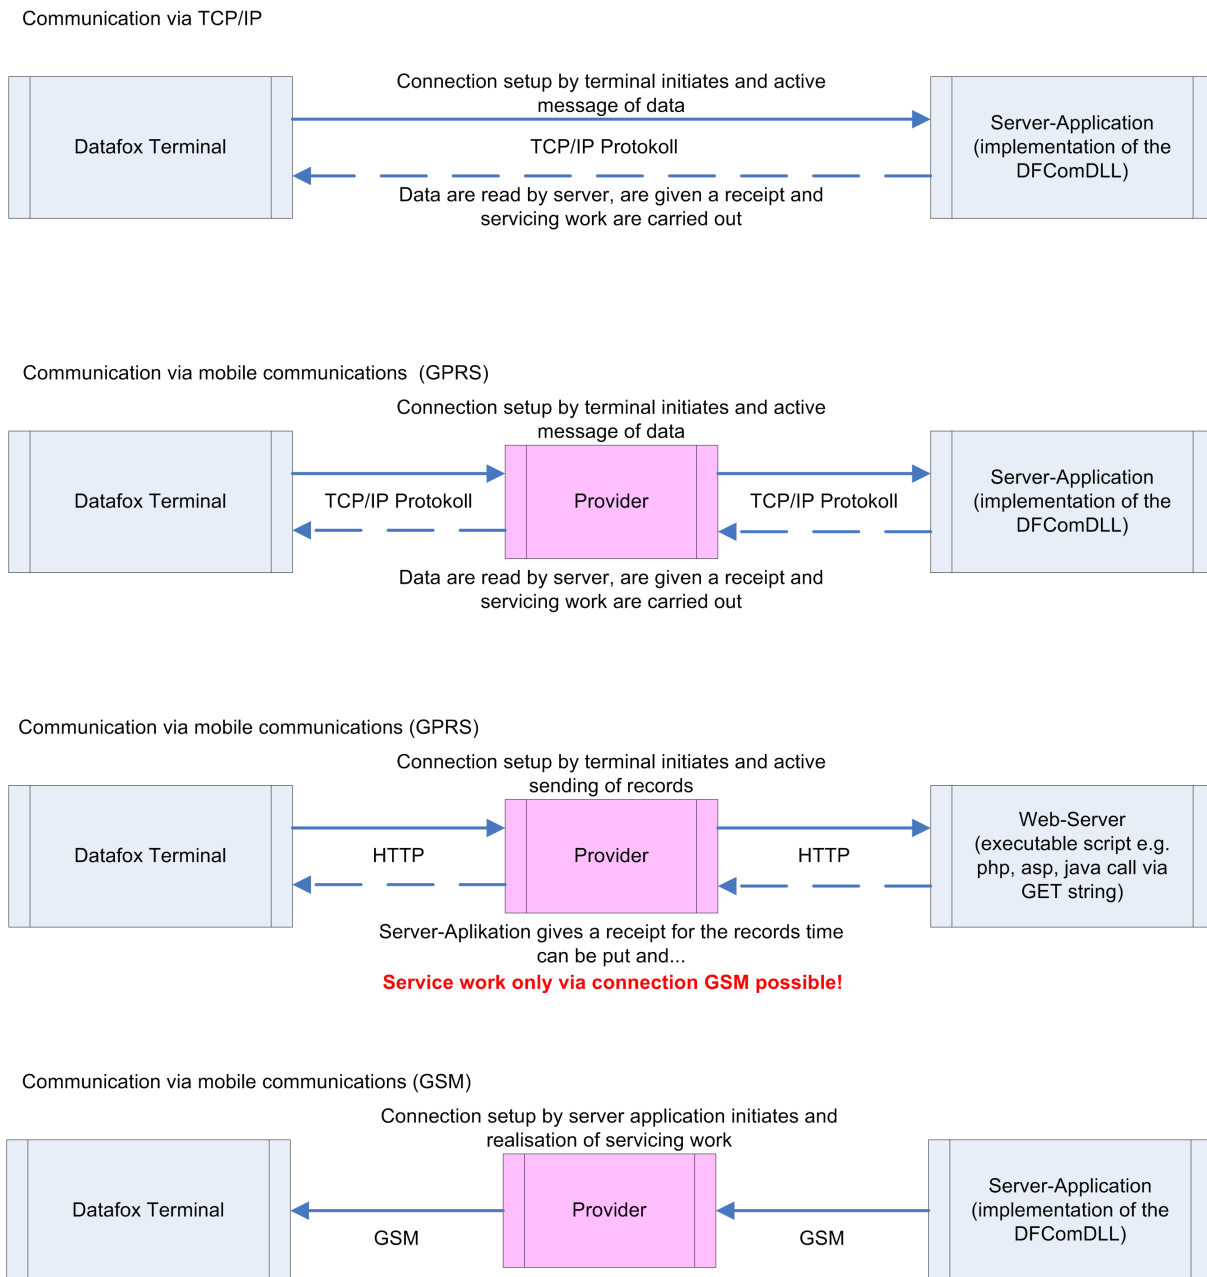 Communication via TCP/IP
Connection setup by terminal initiates and active
message of data
Datafox Terminal
TCP/IP Protokoll
Server-Application
(implementation of the
DFComDLL)
Data are read by server, are given a receipt and
servicing work are carried out
Communication via mobile communications  (GPRS)
Connection setup by terminal initiates and active
message of data
Datafox Terminal
TCP/IP Protokoll
Provider
TCP/IP Protokoll
Server-Application
(implementation of the
DFComDLL)
Data are read by server, are given a receipt and
servicing work are carried out
Communication via mobile communications (GPRS)
Connection setup by terminal initiates and active
sending of records
Datafox Terminal
HTTP
Provider
HTTP
Web-Server
(executable script e.g.
php, asp, java call via
GET string)
Server-Aplikation gives a receipt for the records time
can be put and...
Service work only via connection GSM possible!
Communication via mobile communications (GSM)
Connection setup by server application initiates and
realisation of servicing work
Datafox Terminal
GSM
Provider
GSM
Server-Application
(implementation of the
DFComDLL)